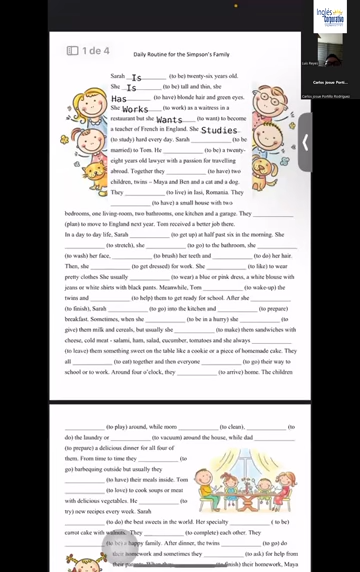 Inglés
Corporativo
1 de 4
Daily Routine for the Simpson's Family
Sarah Is (to be) twenty-six years old.
She Is (to be) tall and thin, she
Has (to have) blonde hair and green eyes.
She Works (to work) as a waitress in a
restaurant but she Wants (to want) to become
a teacher of French in England. She Studies
(to study) hard every day. Sarah (to be
married) to Tom. He (to be) a twenty-
eight years old lawyer with a passion for travelling
abroad. Together they (to have) two
children, twins – Maya and Ben and a cat and a dog.
They (to live) in Iasi, Romania. They
(to have) a small house with two
bedrooms, one living-room, two bathrooms, one kitchen and a garage. They
(plan) to move to England next year. Tom received a better job there.
In a day to day life, Sarah (to get up) at half past six in the morning. She
(to stretch), she (to go) to the bathroom, she
(to wash) her face, (to brush) her teeth and (to do) her hair.
Then, she (to get dressed) for work. She (to like) to wear
pretty clothes She usually (to wear) a blue or pink dress, a white blouse with
jeans or white shirts with black pants. Meanwhile, Tom (to wake-up) the
twins and (to help) them to get ready for school. After she
(to finish), Sarah (to go) into the kitchen and (to prepare)
breakfast. Sometimes, when she (to be in a hurry) she (to
give) them milk and cereals, but usually she (to make) them sandwiches with
cheese, cold meat - salami, ham, salad, cucumber, tomatoes and she always
(to leave) them something sweet on the table like a cookie or a piece of homemade cake. They
all (to eat) together and then everyone (to go) their way to
school or to work. Around four o'clock, they (to arrive) home. The children
(to play) around, while mom (to clean), (to
do) the laundry or (to vacuum) around the house, while dad
(to prepare) a delicious dinner for all four of
them. From time to time they (to
go) barbequing outside but usually they
(to have) their meals inside. Tom
(to love) to cook soups or meat
with delicious vegetables. He (to
try) new recipes every week. Sarah
(to do) the best sweets in the world. Her specialty ( to be)
carrot cake with walnuts. They (to complete) each other. They
(to be) a happy family. After dinner, the twins (to go) do
their homework and sometimes they (to ask) for help from
their parents. When they (to finish) their homework, Maya